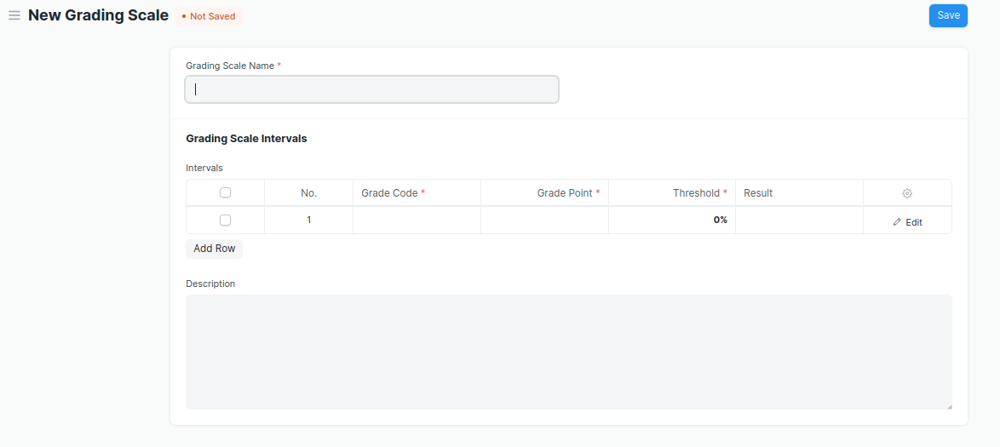 New Grading Scale • Not Saved Save
Grading Scale Name *
Grading Scale Intervals
Intervals
No. Grade Code * Grade Point * Threshold * Result
1 0% Edit
Add Row
Description